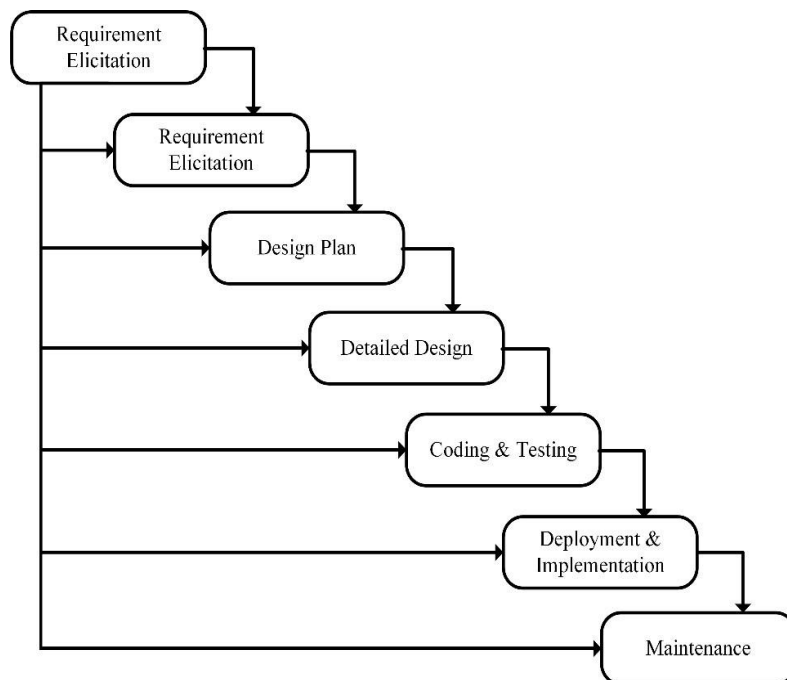 Requirement
Elicitation
Requirement
Elicitation
Design Plan
Detailed Design
Coding & Testing
Deployment &
Implementation
Maintenance